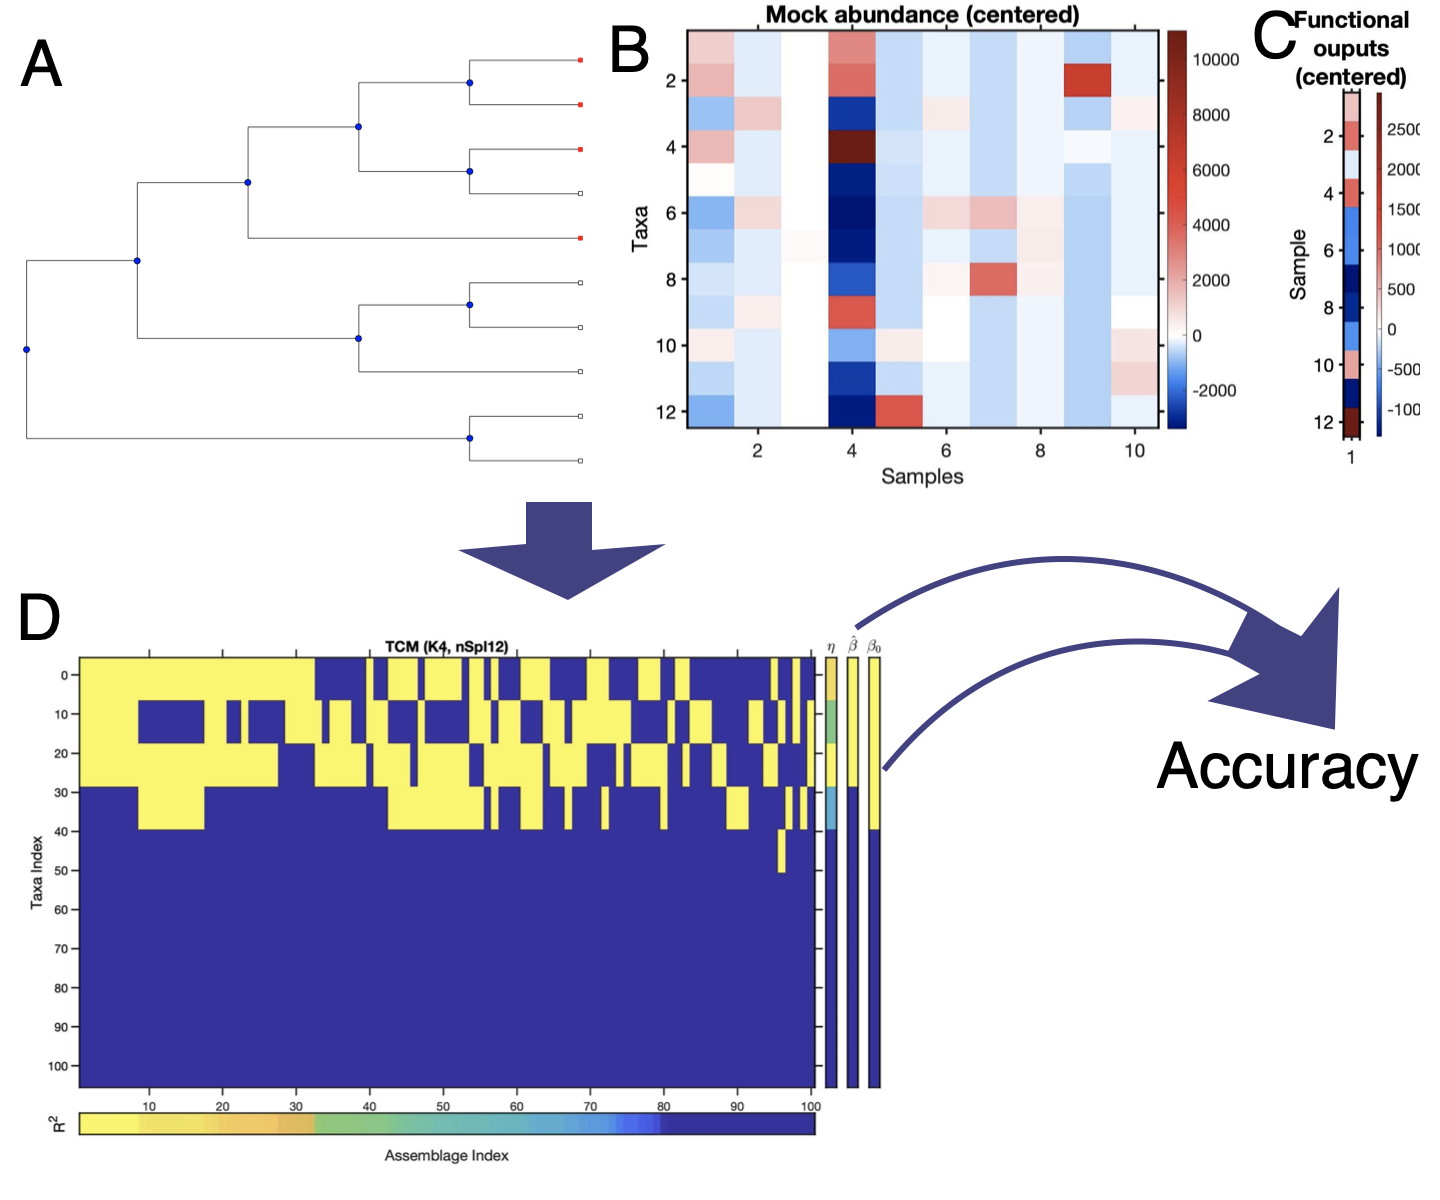 A
B
Mock abundance (centered)
Taxa
2
4
6
8
10
12
2
4
6
8
10
Samples
10000
8000
6000
4000
2000
0
-2000
C
Functional
ouputs
(centered)
Sample
2
4
6
8
10
12
1
2500
2000
1500
1000
500
0
-500
-100
D
TCM (K4, nSpl12)
η
β̂
β₀
Taxa Index
0
10
20
30
40
50
60
70
80
90
100
10
20
30
40
50
60
70
80
90
100
R²
Assemblage Index
Accuracy